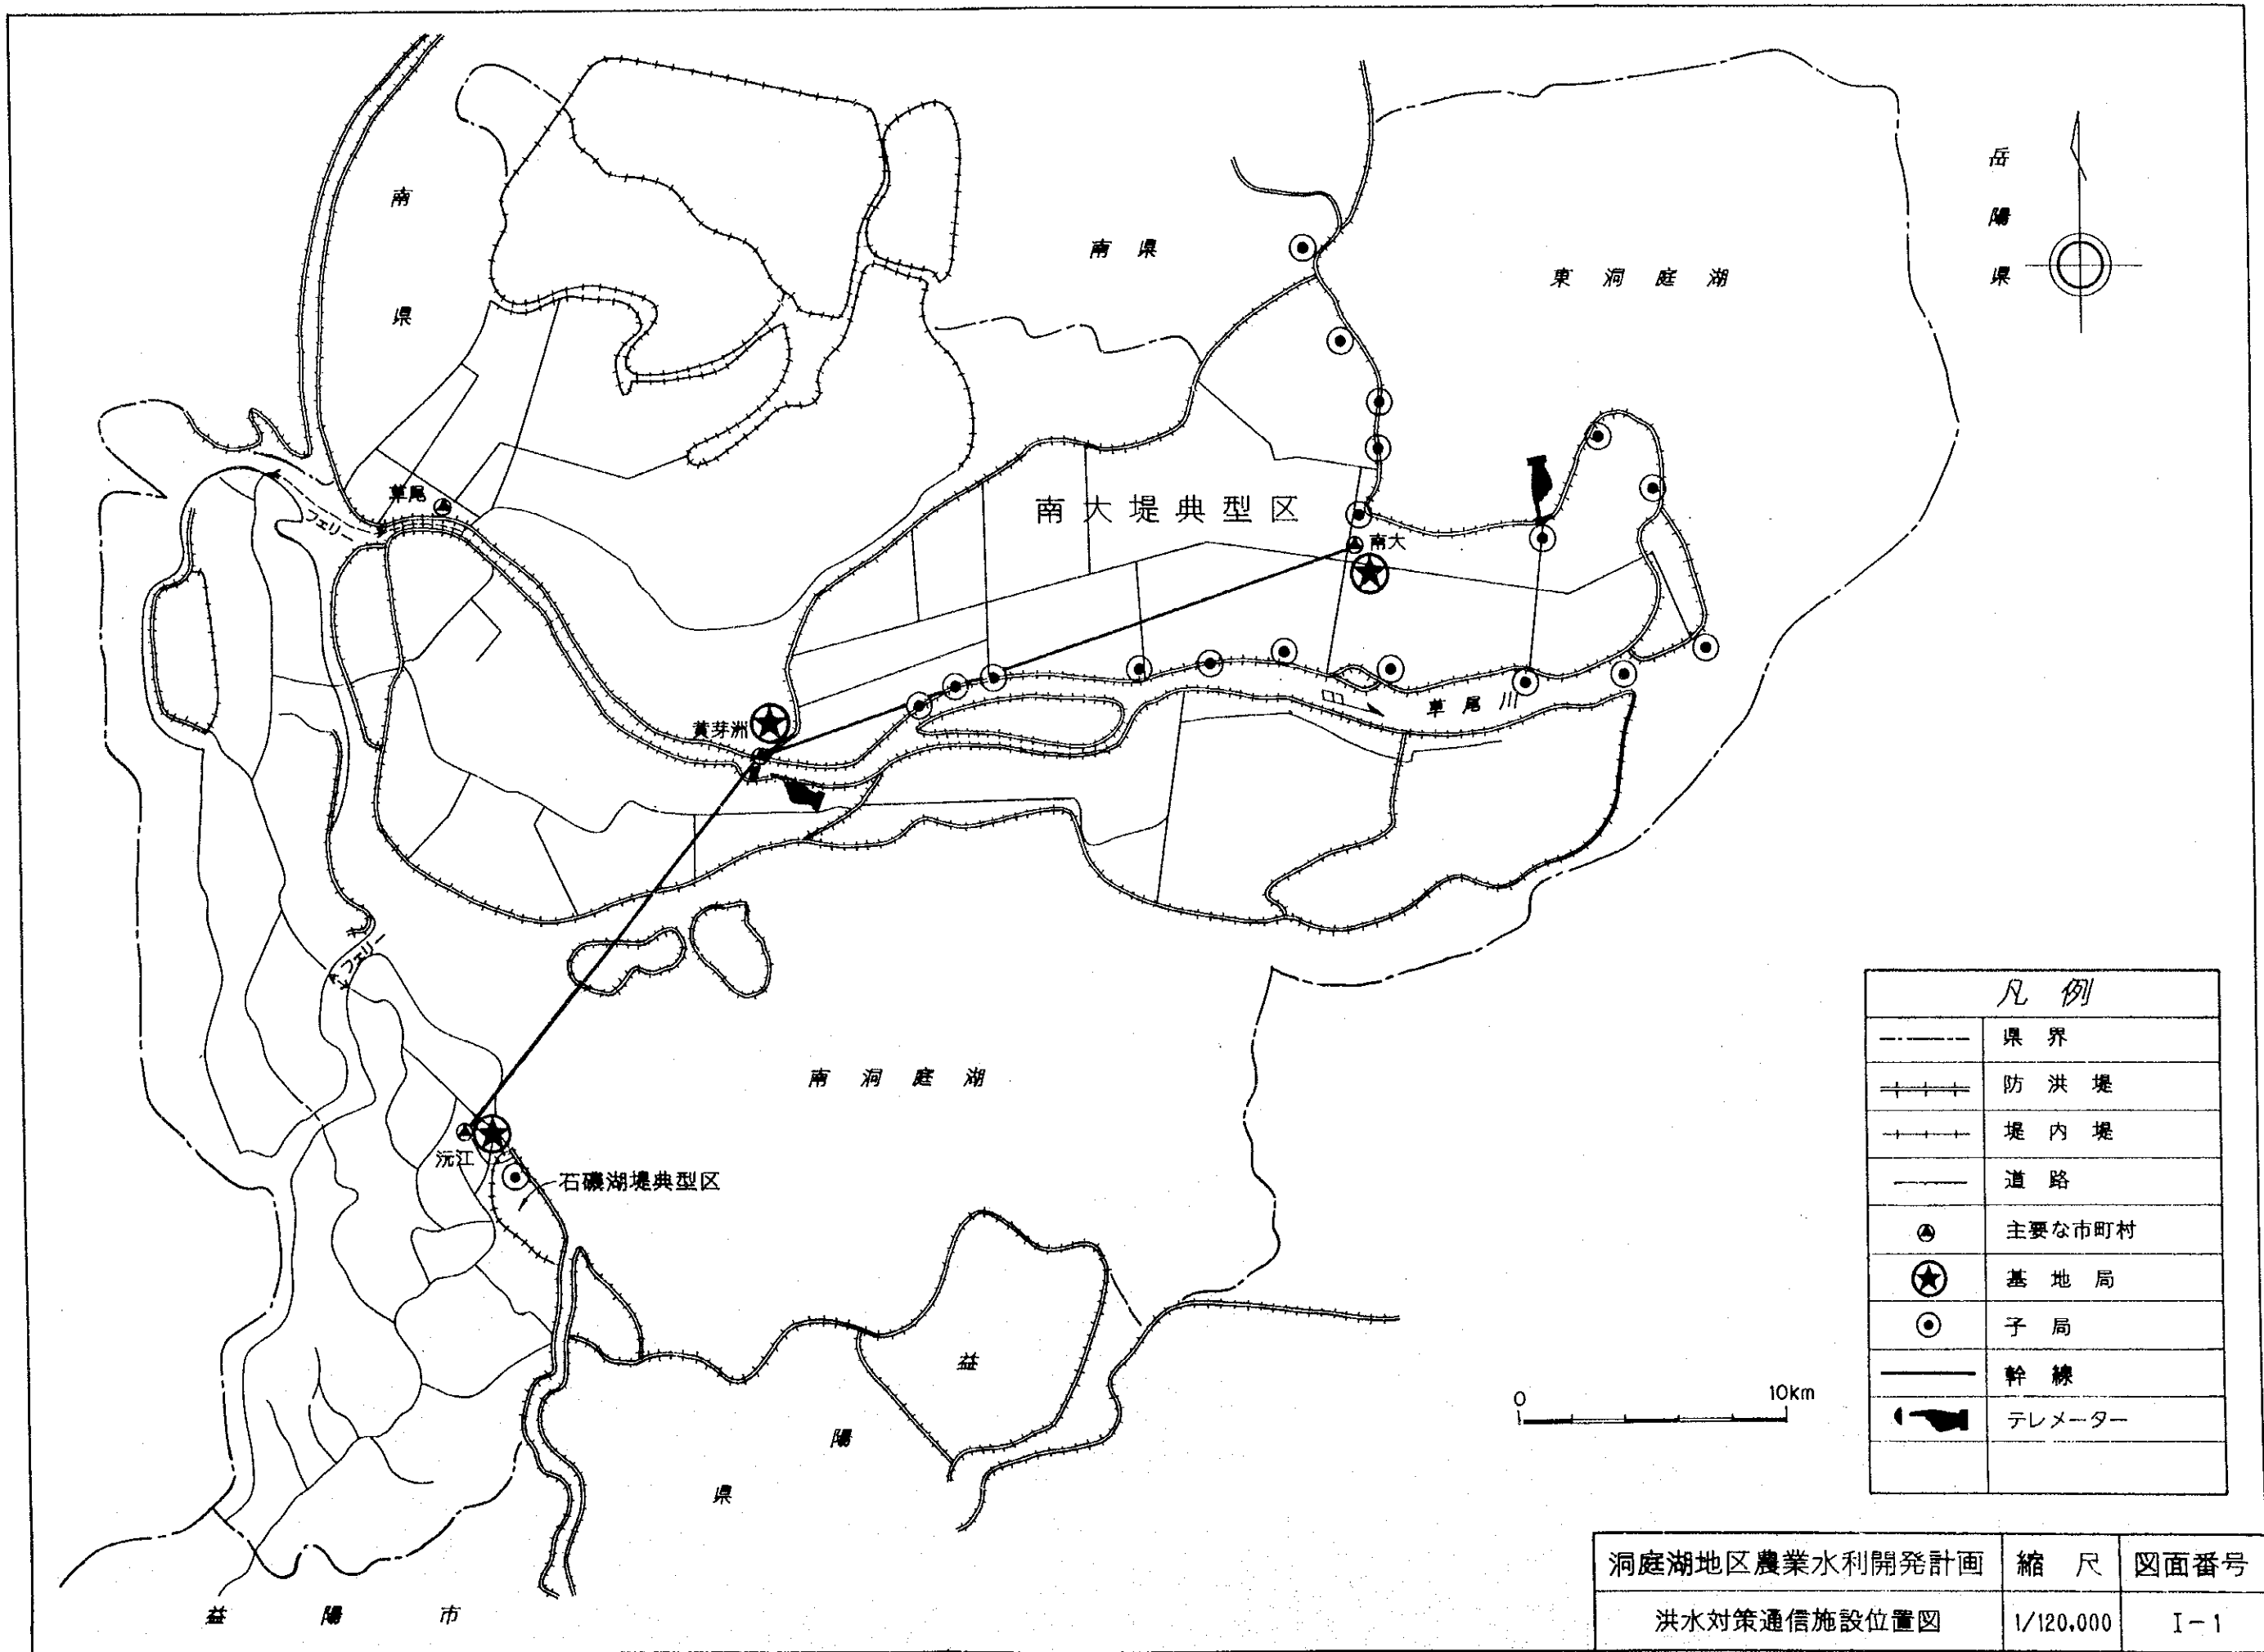 南県
南県
東洞庭湖
岳陽県
草尾
フェリー
南大堤典型区
南大
黄芽洲
草尾川
フェリー
南洞庭湖
沅江
石磯湖堤典型区
益陽県
益陽市
0 10km
凡例
県界
防洪堤
堤内堤
道路
主要な市町村
基地局
子局
幹線
テレメーター
洞庭湖地区農業水利開発計画 縮尺 図面番号
洪水対策通信施設位置図 1/120,000 I-1